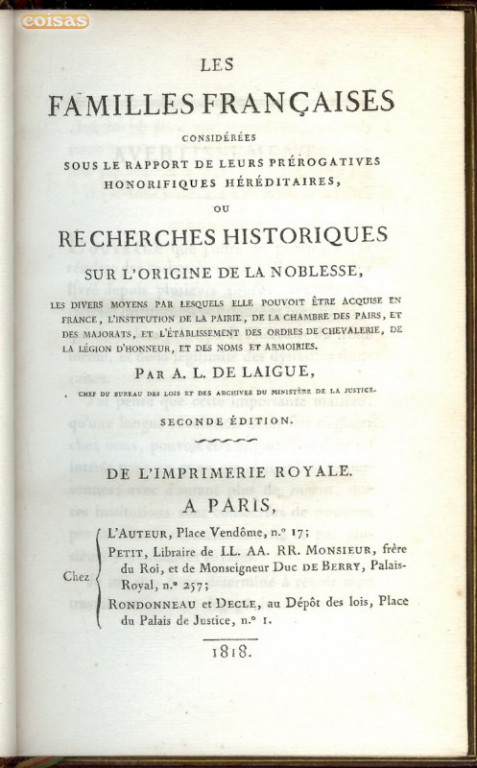 coisas
LES
FAMILLES FRANÇAISES
CONSIDÉRÉES
SOUS LE RAPPORT DE LEURS PRÉROGATIVES
HONORIFIQUES HÉRÉDITAIRES,
OU
RECHERCHES HISTORIQUES
SUR L'ORIGINE DE LA NOBLESSE,
LES DIVERS MOYENS PAR LESQUELS ELLE POUVOIT ÊTRE ACQUISE EN
FRANCE, L'INSTITUTION DE LA PAIRIE, DE LA CHAMBRE DES PAIRS, ET
DES MAJORATS, ET L'ÉTABLISSEMENT DES ORDRES DE CHEVALERIE, DE
LA LÉGION D'HONNEUR, ET DES NOMS ET ARMOIRIES.
PAR A. L. DE LAIGUE,
CHEF DU BUREAU DES LOIS ET DES ARCHIVES DU MINISTÈRE DE LA JUSTICE.
SECONDE ÉDITION.
DE L'IMPRIMERIE ROYALE.
A PARIS,
Chez
L'AUTEUR, Place Vendôme, n.º 17;
PETIT, Libraire de LL. AA. RR. MONSIEUR, frère
du Roi, et de Monseigneur DUC DE BERRY, Palais-
Royal, n.º 257;
RONDONNEAU et DECLE, au Dépôt des lois, Place
du Palais de Justice, n.º 1.
1818.